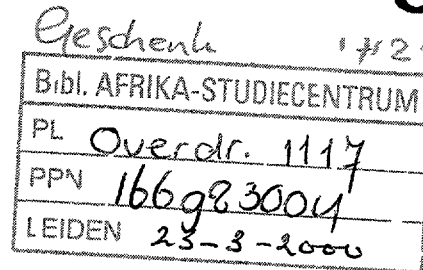 Geschenk
Bibl. AFRIKA-STUDIECENTRUM
PL Overdr. 1117
PPN 166983004
LEIDEN 23-3-2000